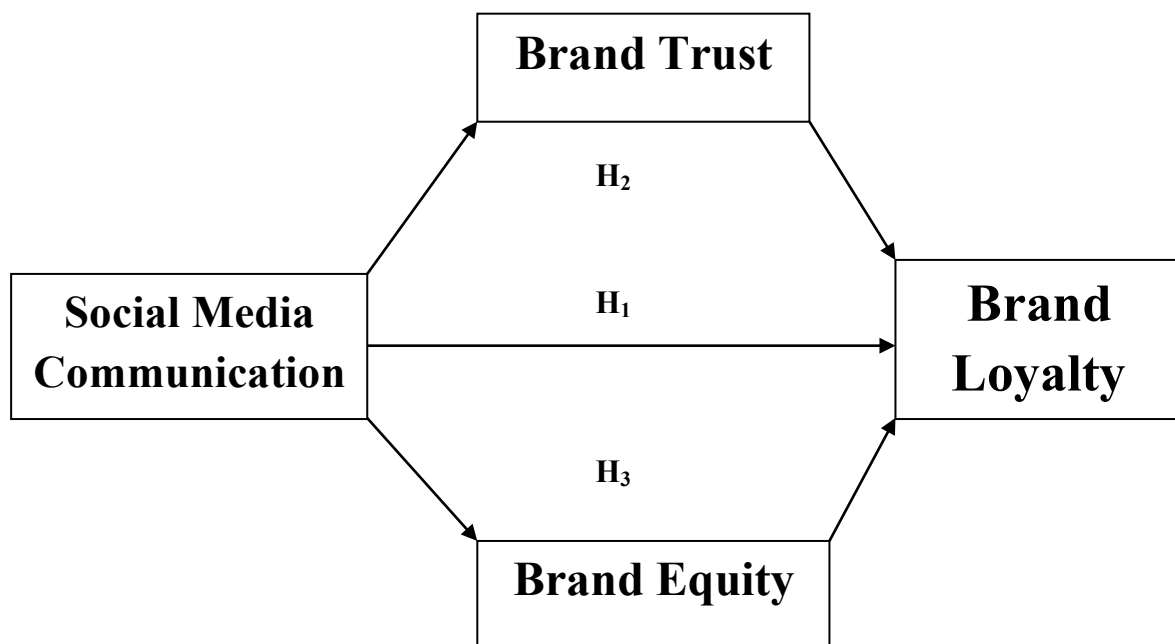 Brand Trust
H₂
Social Media
Communication
H₁
Brand
Loyalty
H₃
Brand Equity